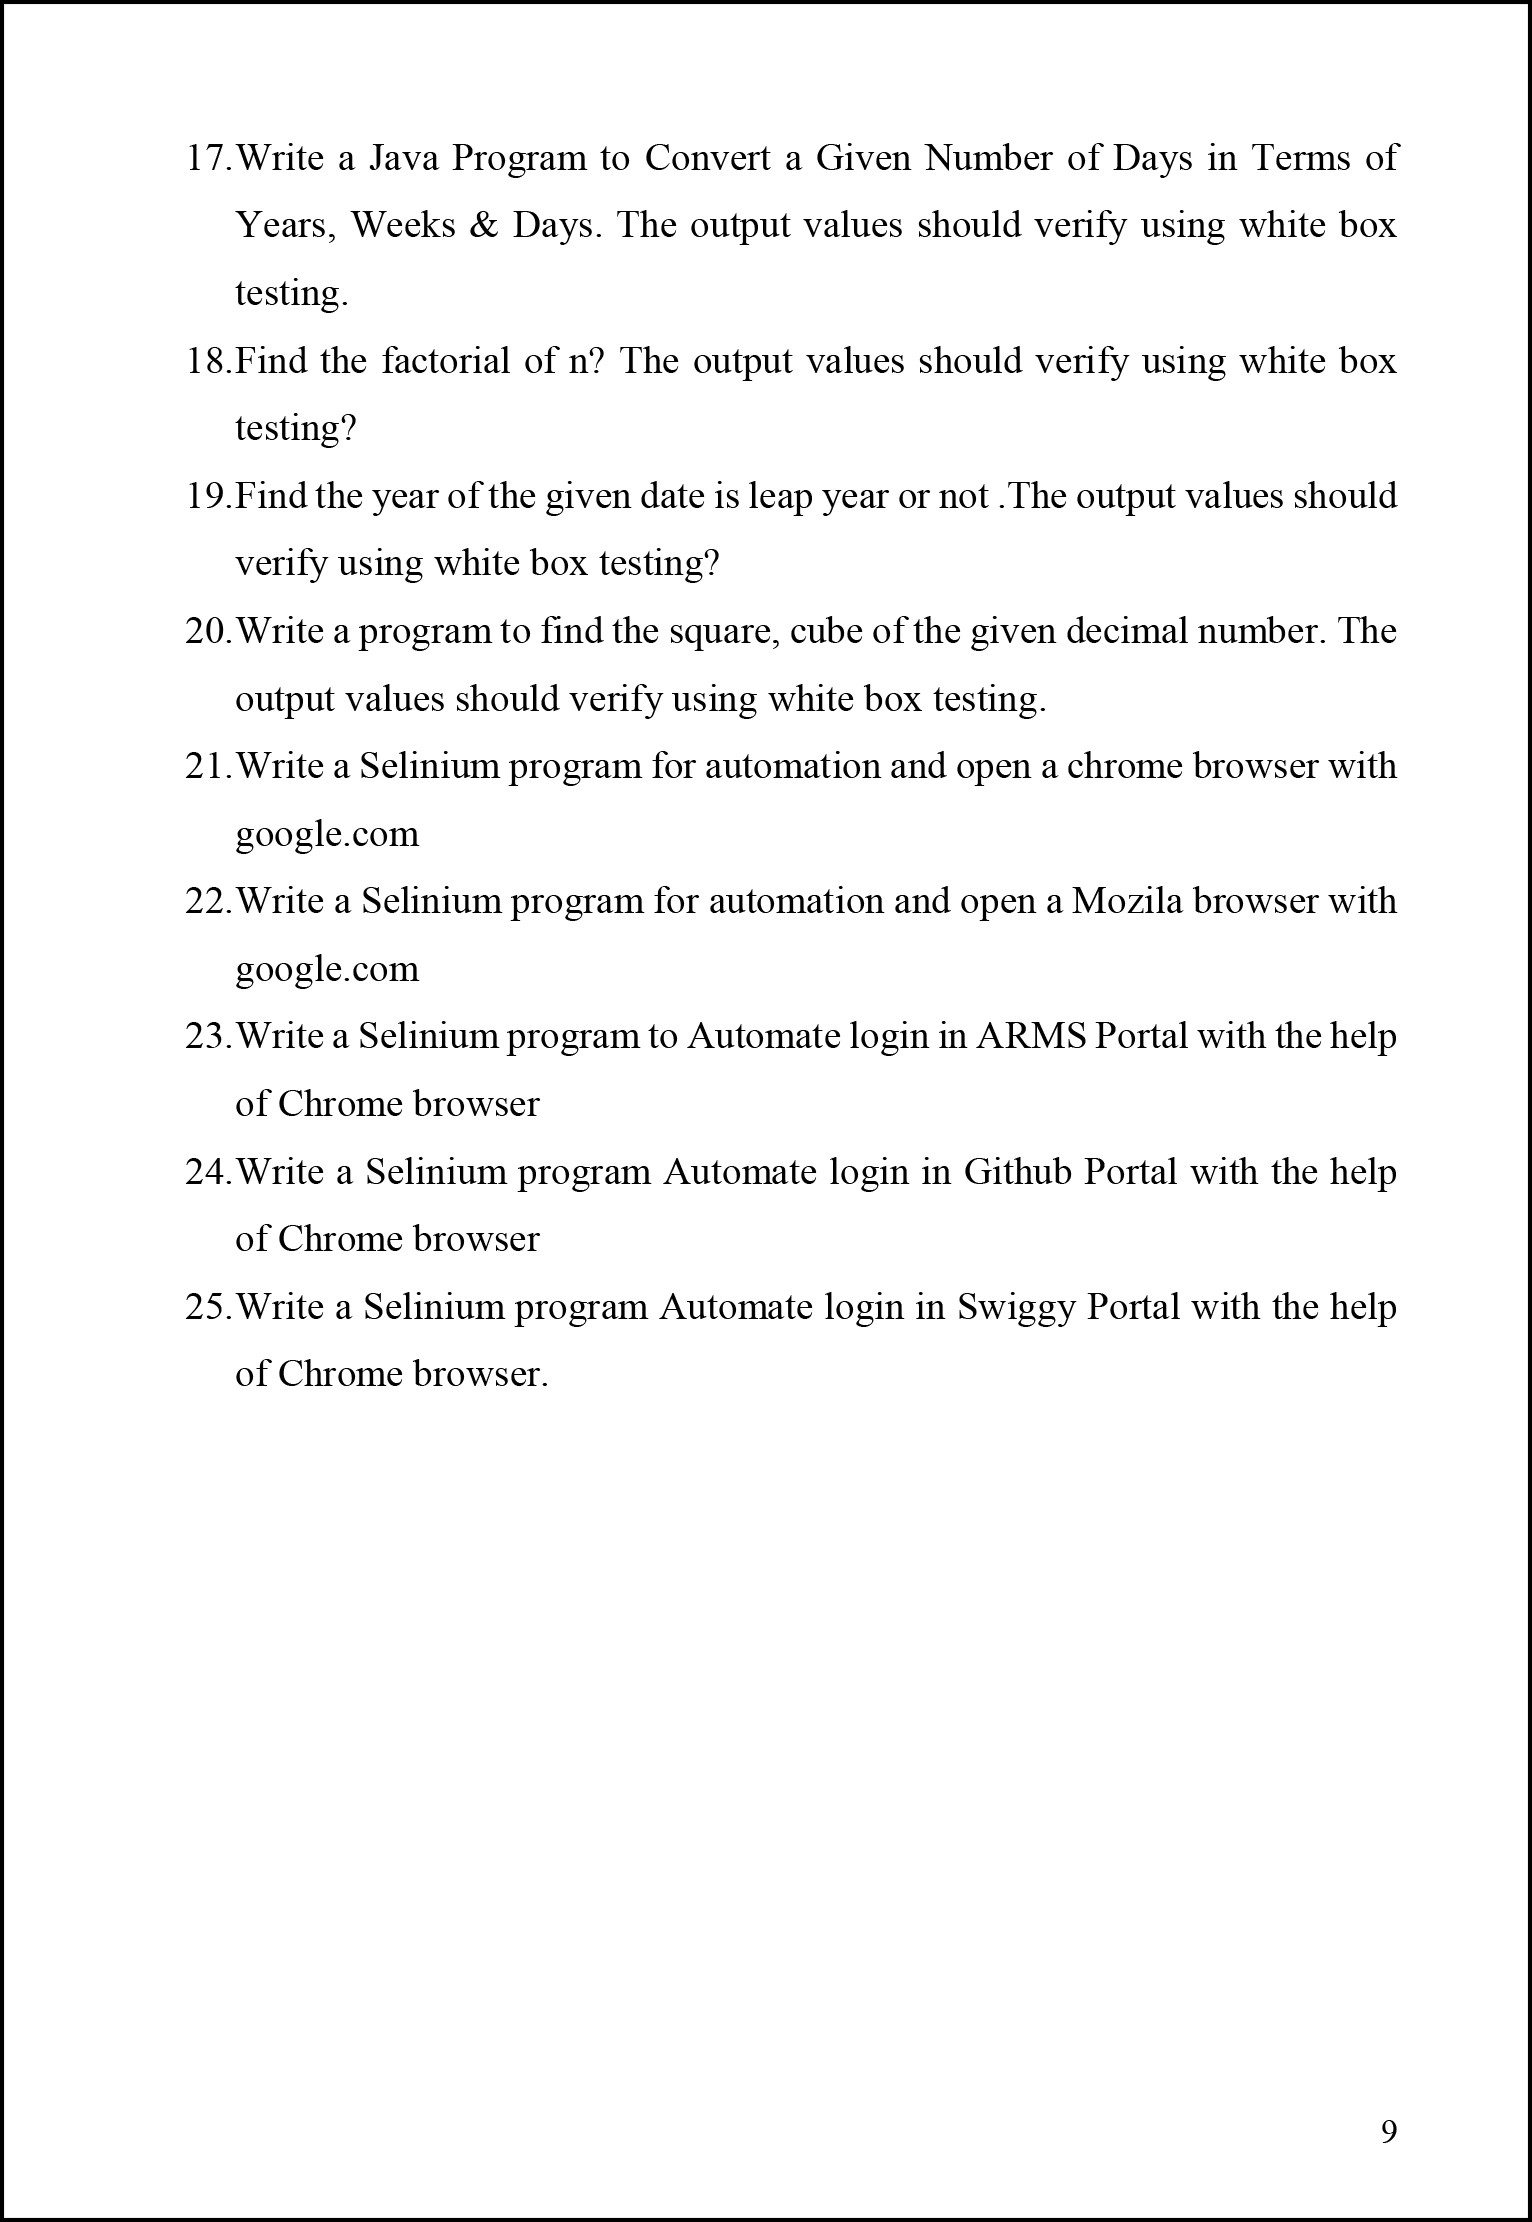 17.Write a Java Program to Convert a Given Number of Days in Terms of
Years, Weeks & Days. The output values should verify using white box
testing.
18.Find the factorial of n? The output values should verify using white box
testing?
19.Find the year of the given date is leap year or not .The output values should
verify using white box testing?
20.Write a program to find the square, cube of the given decimal number. The
output values should verify using white box testing.
21.Write a Selinium program for automation and open a chrome browser with
google.com
22.Write a Selinium program for automation and open a Mozila browser with
google.com
23.Write a Selinium program to Automate login in ARMS Portal with the help
of Chrome browser
24.Write a Selinium program Automate login in Github Portal with the help
of Chrome browser
25.Write a Selinium program Automate login in Swiggy Portal with the help
of Chrome browser.
9